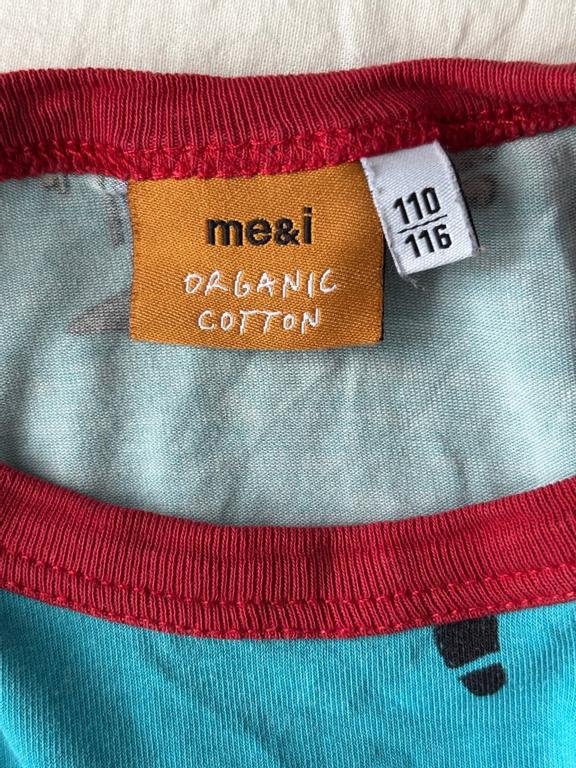 me&i
ORGANIC
COTTON
110
116